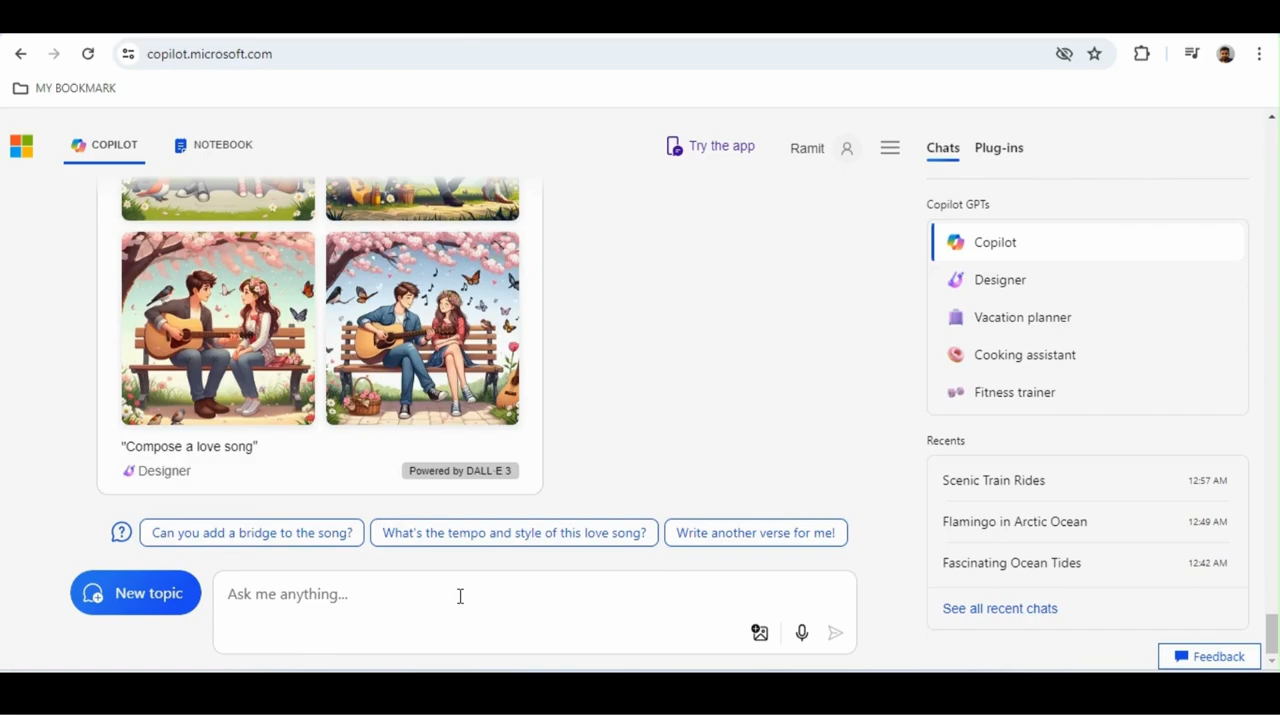 copilot.microsoft.com
MY BOOKMARK
COPILOT
NOTEBOOK
Try the app
Ramit
Chats
Plug-ins
Copilot GPTs
Copilot
Designer
Vacation planner
Cooking assistant
Fitness trainer
"Compose a love song"
Designer
Powered by DALL·E 3
Recents
Scenic Train Rides 12:57 AM
Flamingo in Arctic Ocean 12:49 AM
Fascinating Ocean Tides 12:42 AM
See all recent chats
Can you add a bridge to the song?
What's the tempo and style of this love song?
Write another verse for me!
New topic
Ask me anything...
Feedback